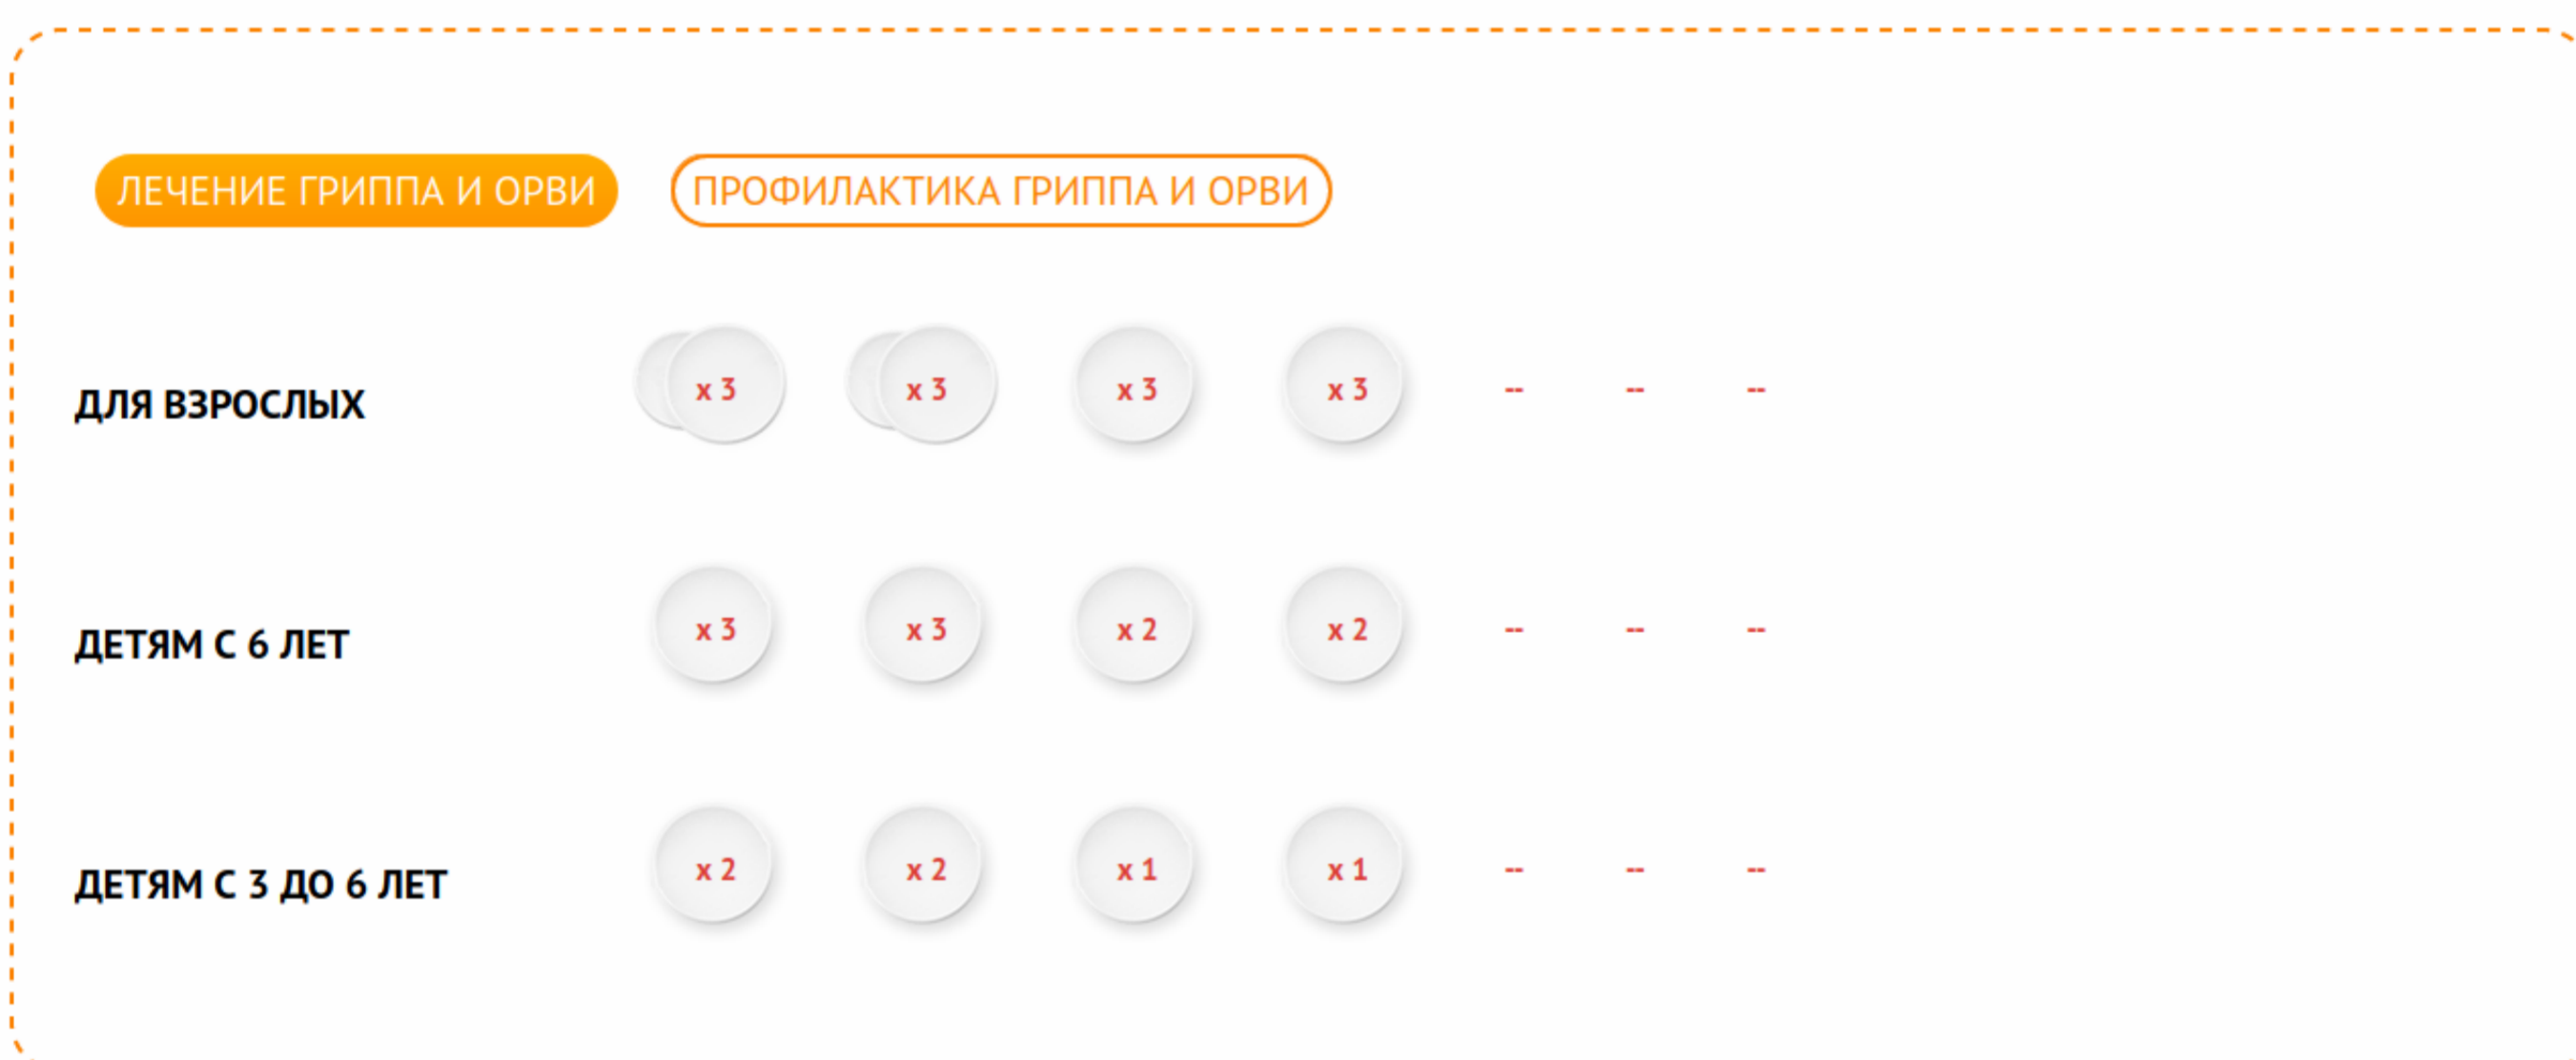 ЛЕЧЕНИЕ ГРИППА И ОРВИ ПРОФИЛАКТИКА ГРИППА И ОРВИ
ДЛЯ ВЗРОСЛЫХ x 3 x 3 x 3 x 3 -- -- --
ДЕТЯМ С 6 ЛЕТ x 3 x 3 x 2 x 2 -- -- --
ДЕТЯМ С 3 ДО 6 ЛЕТ x 2 x 2 x 1 x 1 -- -- --